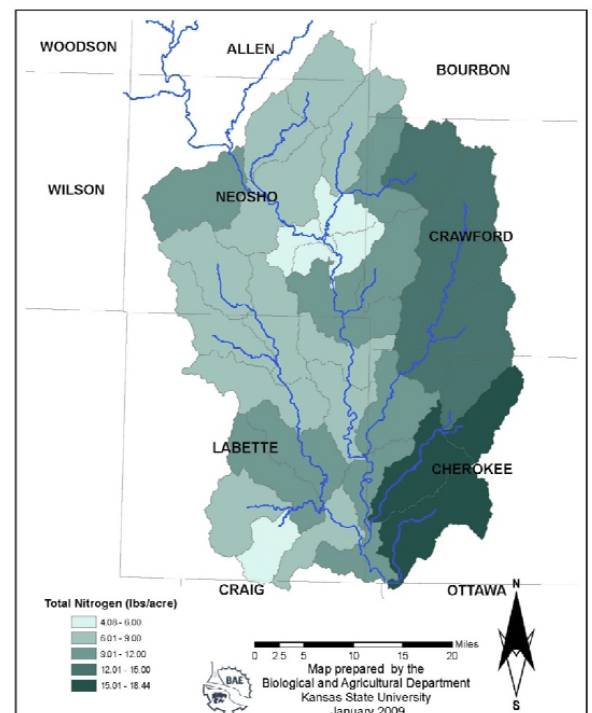 WOODSON
ALLEN
BOURBON
WILSON
NEOSHO
CRAWFORD
LABETTE
CHEROKEE
CRAIG
OTTAWA
N
Total Nitrogen (lbs/acre)
4.08 - 6.00
6.01 - 9.00
9.01 - 12.00
12.01 - 15.00
15.01 - 18.44
Miles
0 2.5 5 10 15 20
Map prepared by the
Biological and Agricultural Department
Kansas State University
January 2009
BAE
S